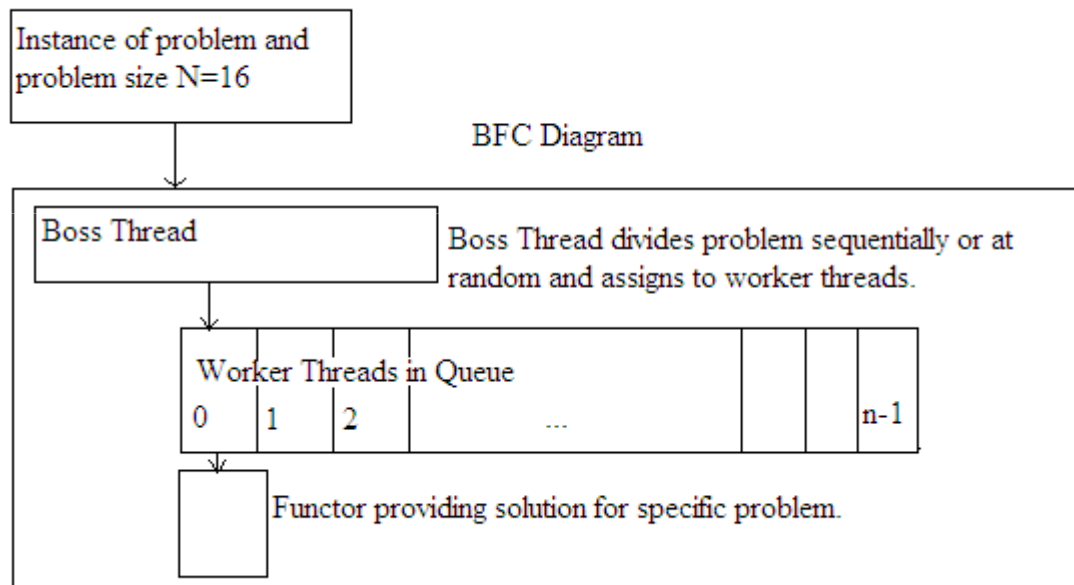 Instance of problem and
problem size N=16
BFC Diagram
Boss Thread
Boss Thread divides problem sequentially or at
random and assigns to worker threads.
Worker Threads in Queue
0 1 2 ... n-1
Functor providing solution for specific problem.